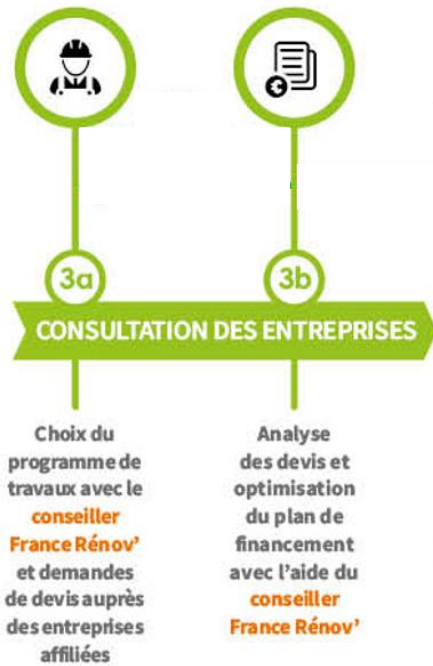 3a
3b
CONSULTATION DES ENTREPRISES
Choix du
programme de
travaux avec le
conseiller
France Rénov’
et demandes
de devis auprès
des entreprises
affiliées
Analyse
des devis et
optimisation
du plan de
financement
avec l’aide du
conseiller
France Rénov’